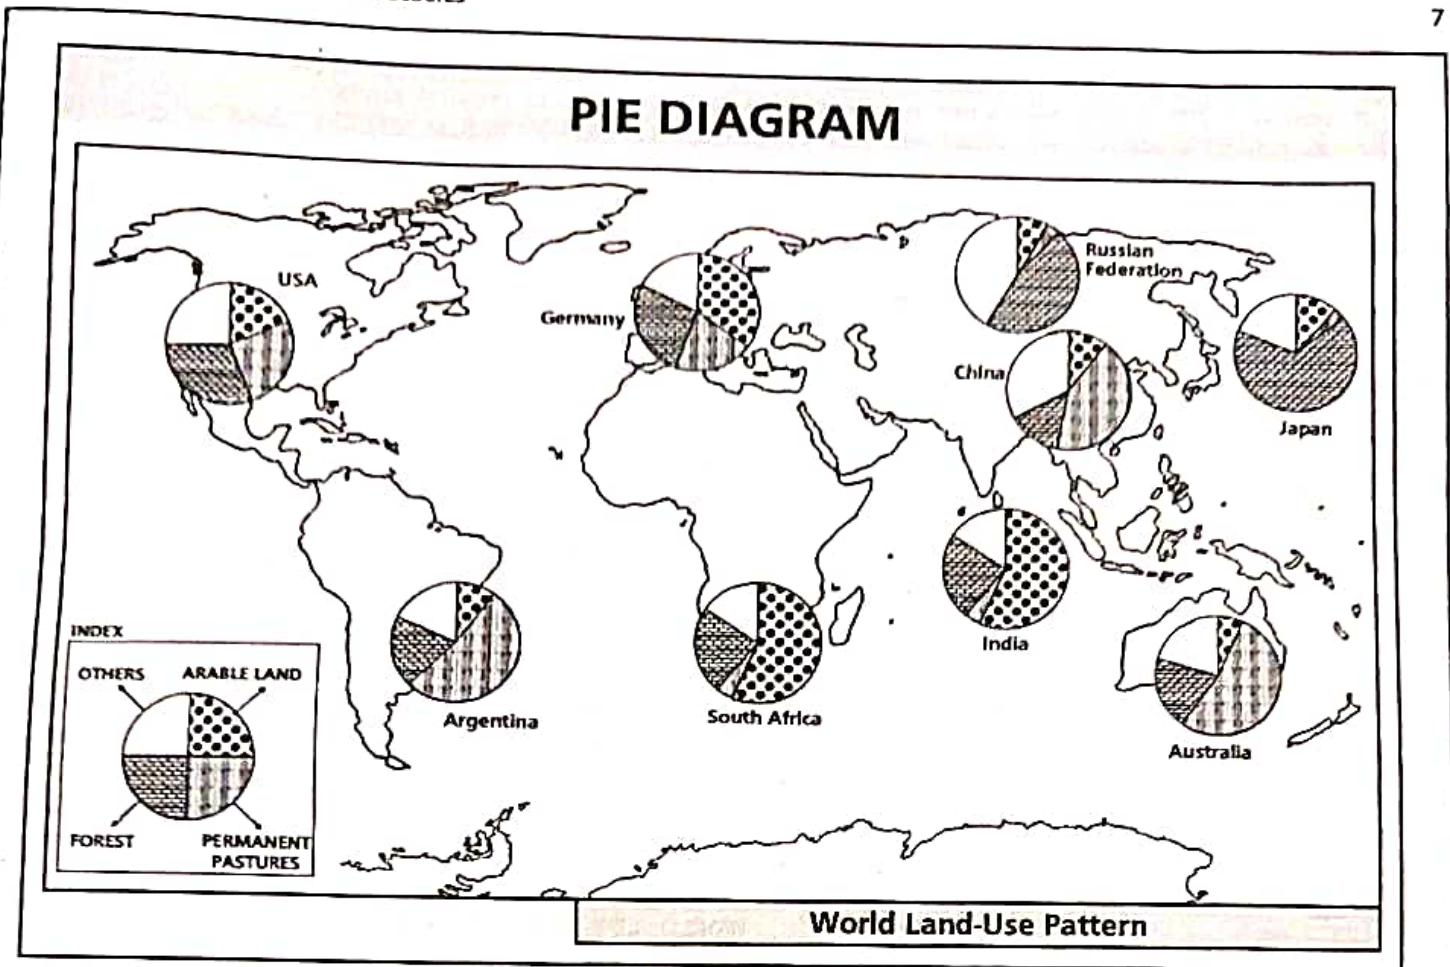 7
PIE DIAGRAM
USA
Germany
Russian
Federation
China
Japan
India
Argentina
South Africa
Australia
INDEX
OTHERS
ARABLE LAND
FOREST
PERMANENT
PASTURES
World Land-Use Pattern